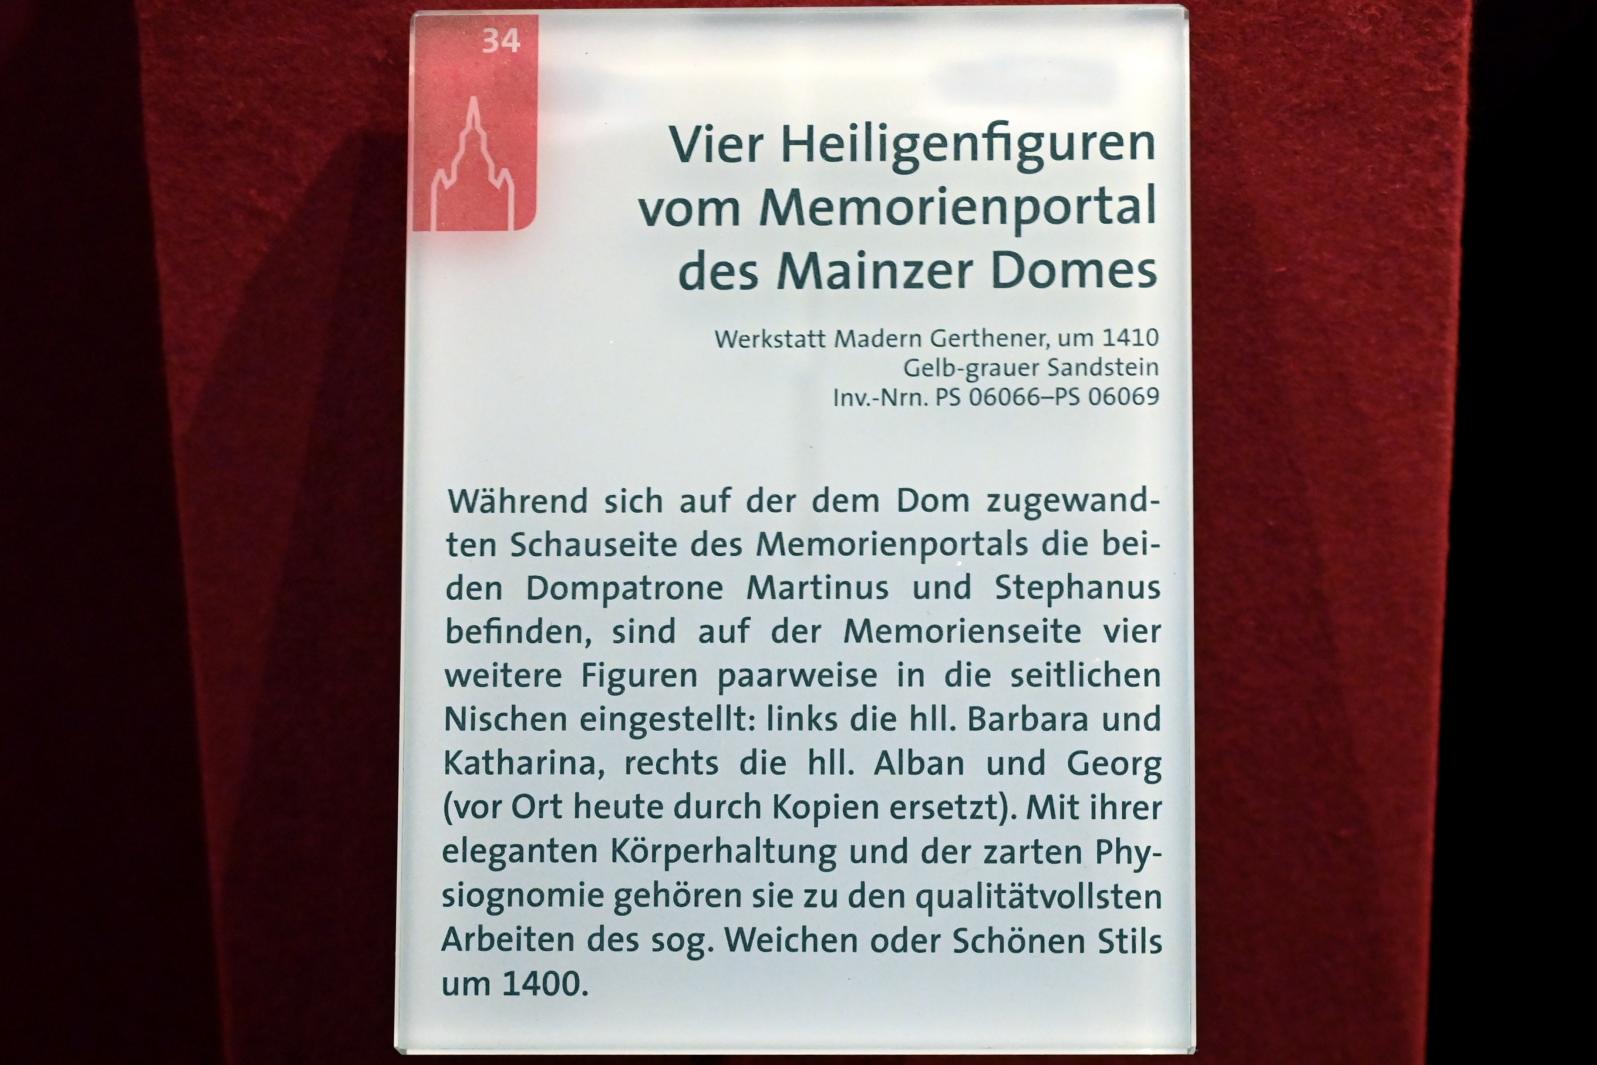 34
Vier Heiligenfiguren
vom Memorienportal
des Mainzer Domes
Werkstatt Madern Gerthener, um 1410
Gelb-grauer Sandstein
Inv.-Nrn. PS 06066–PS 06069
Während sich auf der dem Dom zugewand-
ten Schauseite des Memorienportals die bei-
den Dompatrone Martinus und Stephanus
befinden, sind auf der Memorienseite vier
weitere Figuren paarweise in die seitlichen
Nischen eingestellt: links die hll. Barbara und
Katharina, rechts die hll. Alban und Georg
(vor Ort heute durch Kopien ersetzt). Mit ihrer
eleganten Körperhaltung und der zarten Phy-
siognomie gehören sie zu den qualitätvollsten
Arbeiten des sog. Weichen oder Schönen Stils
um 1400.